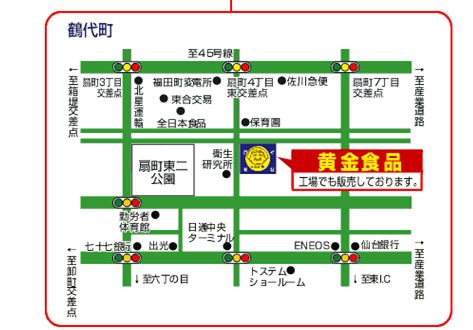 鶴代町
至45号線
扇町3丁目
交差点
北星運輸
福田町変電所
扇町4丁目
東交差点
佐川急便
扇町7丁目
交差点
←至箱堤交差点
→至産業道路
東合交易
全日本食品
保育園
扇町東二
公園
衛生
研究所
黄金食品
工場でも販売しております。
勤労者
体育館
日通中央
ターミナル
七十七銀行
出光
ENEOS
仙台銀行
←至卸町交差点
→至産業道路
↓至六丁の目
トステム
ショールーム
↓至東I.C